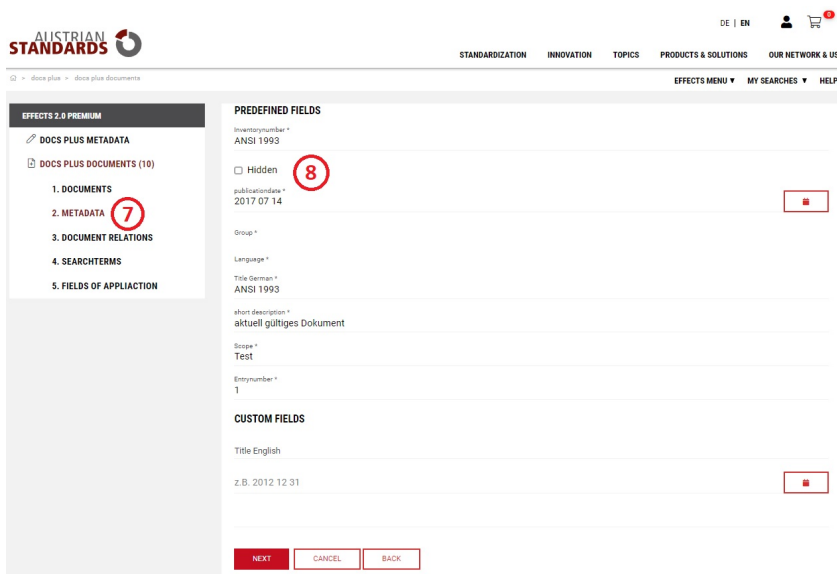 DE | EN
0
AUSTRIAN
STANDARDS
STANDARDIZATION INNOVATION TOPICS PRODUCTS & SOLUTIONS OUR NETWORK & US
> docs plus > docs plus documents
EFFECTS MENU ▼ MY SEARCHES ▼ HELP
EFFECTS 2.0 PREMIUM
DOCS PLUS METADATA
DOCS PLUS DOCUMENTS (10)
1. DOCUMENTS
2. METADATA
7
3. DOCUMENT RELATIONS
4. SEARCHTERMS
5. FIELDS OF APPLIACTION
PREDEFINED FIELDS
Inventorynumber *
ANSI 1993
Hidden
8
publicationdate *
2017 07 14
Group *
Language *
Title German *
ANSI 1993
short description *
aktuell gültiges Dokument
Scope *
Test
Entrynumber *
1
CUSTOM FIELDS
Title English
z.B. 2012 12 31
NEXT CANCEL BACK